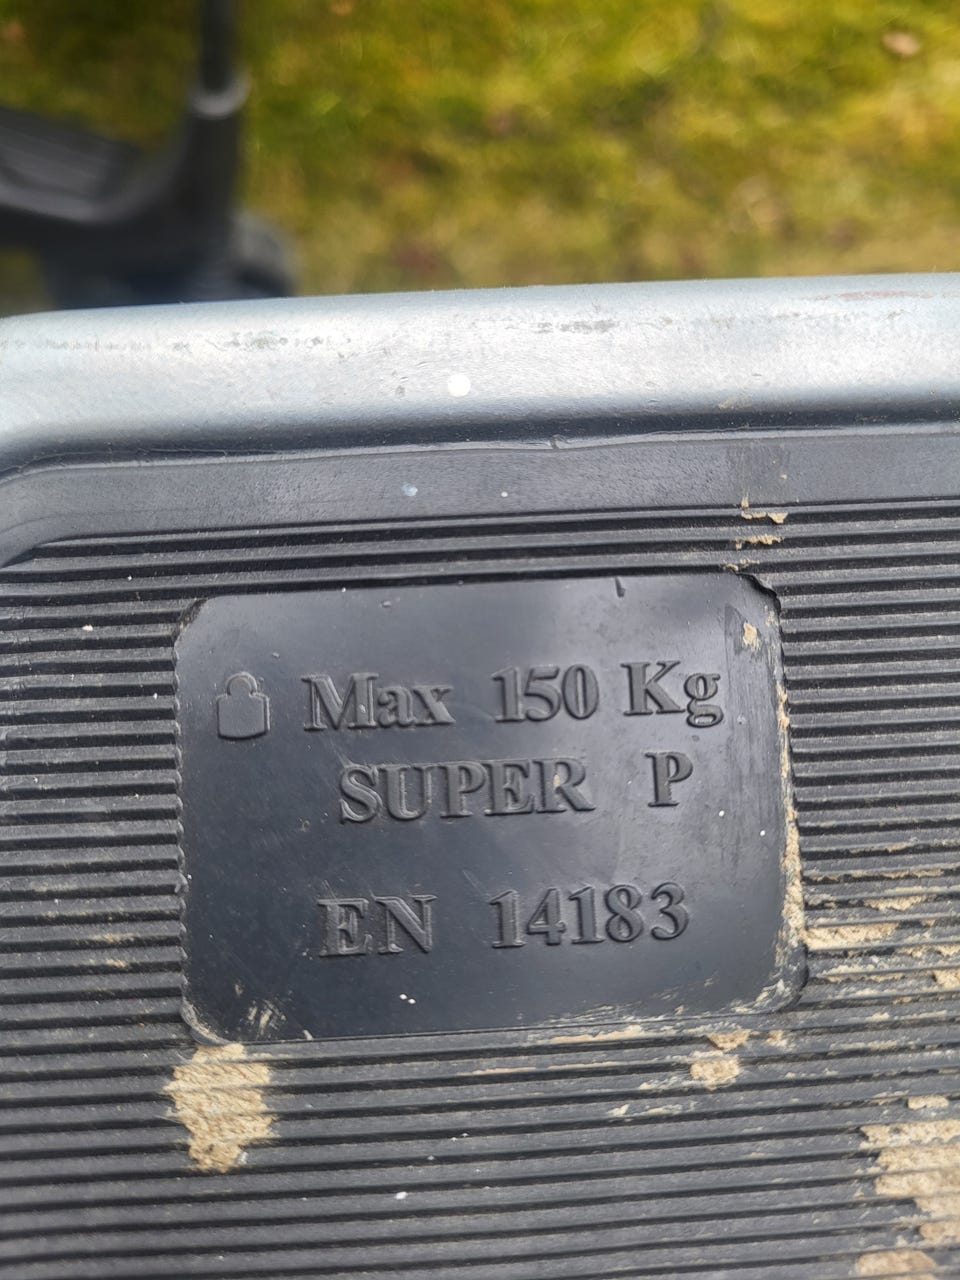 Max 150 Kg
SUPER P
EN 14183